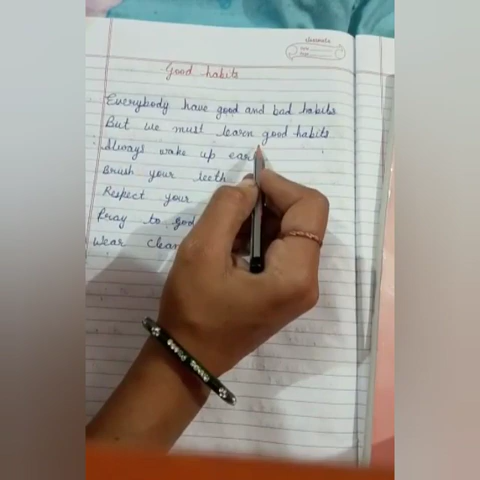 Good habits
Everybody have good and bad habits
But we must learn good habits
Always wake up
Brush your teeth
Respect your
Pray to god
Wear clean